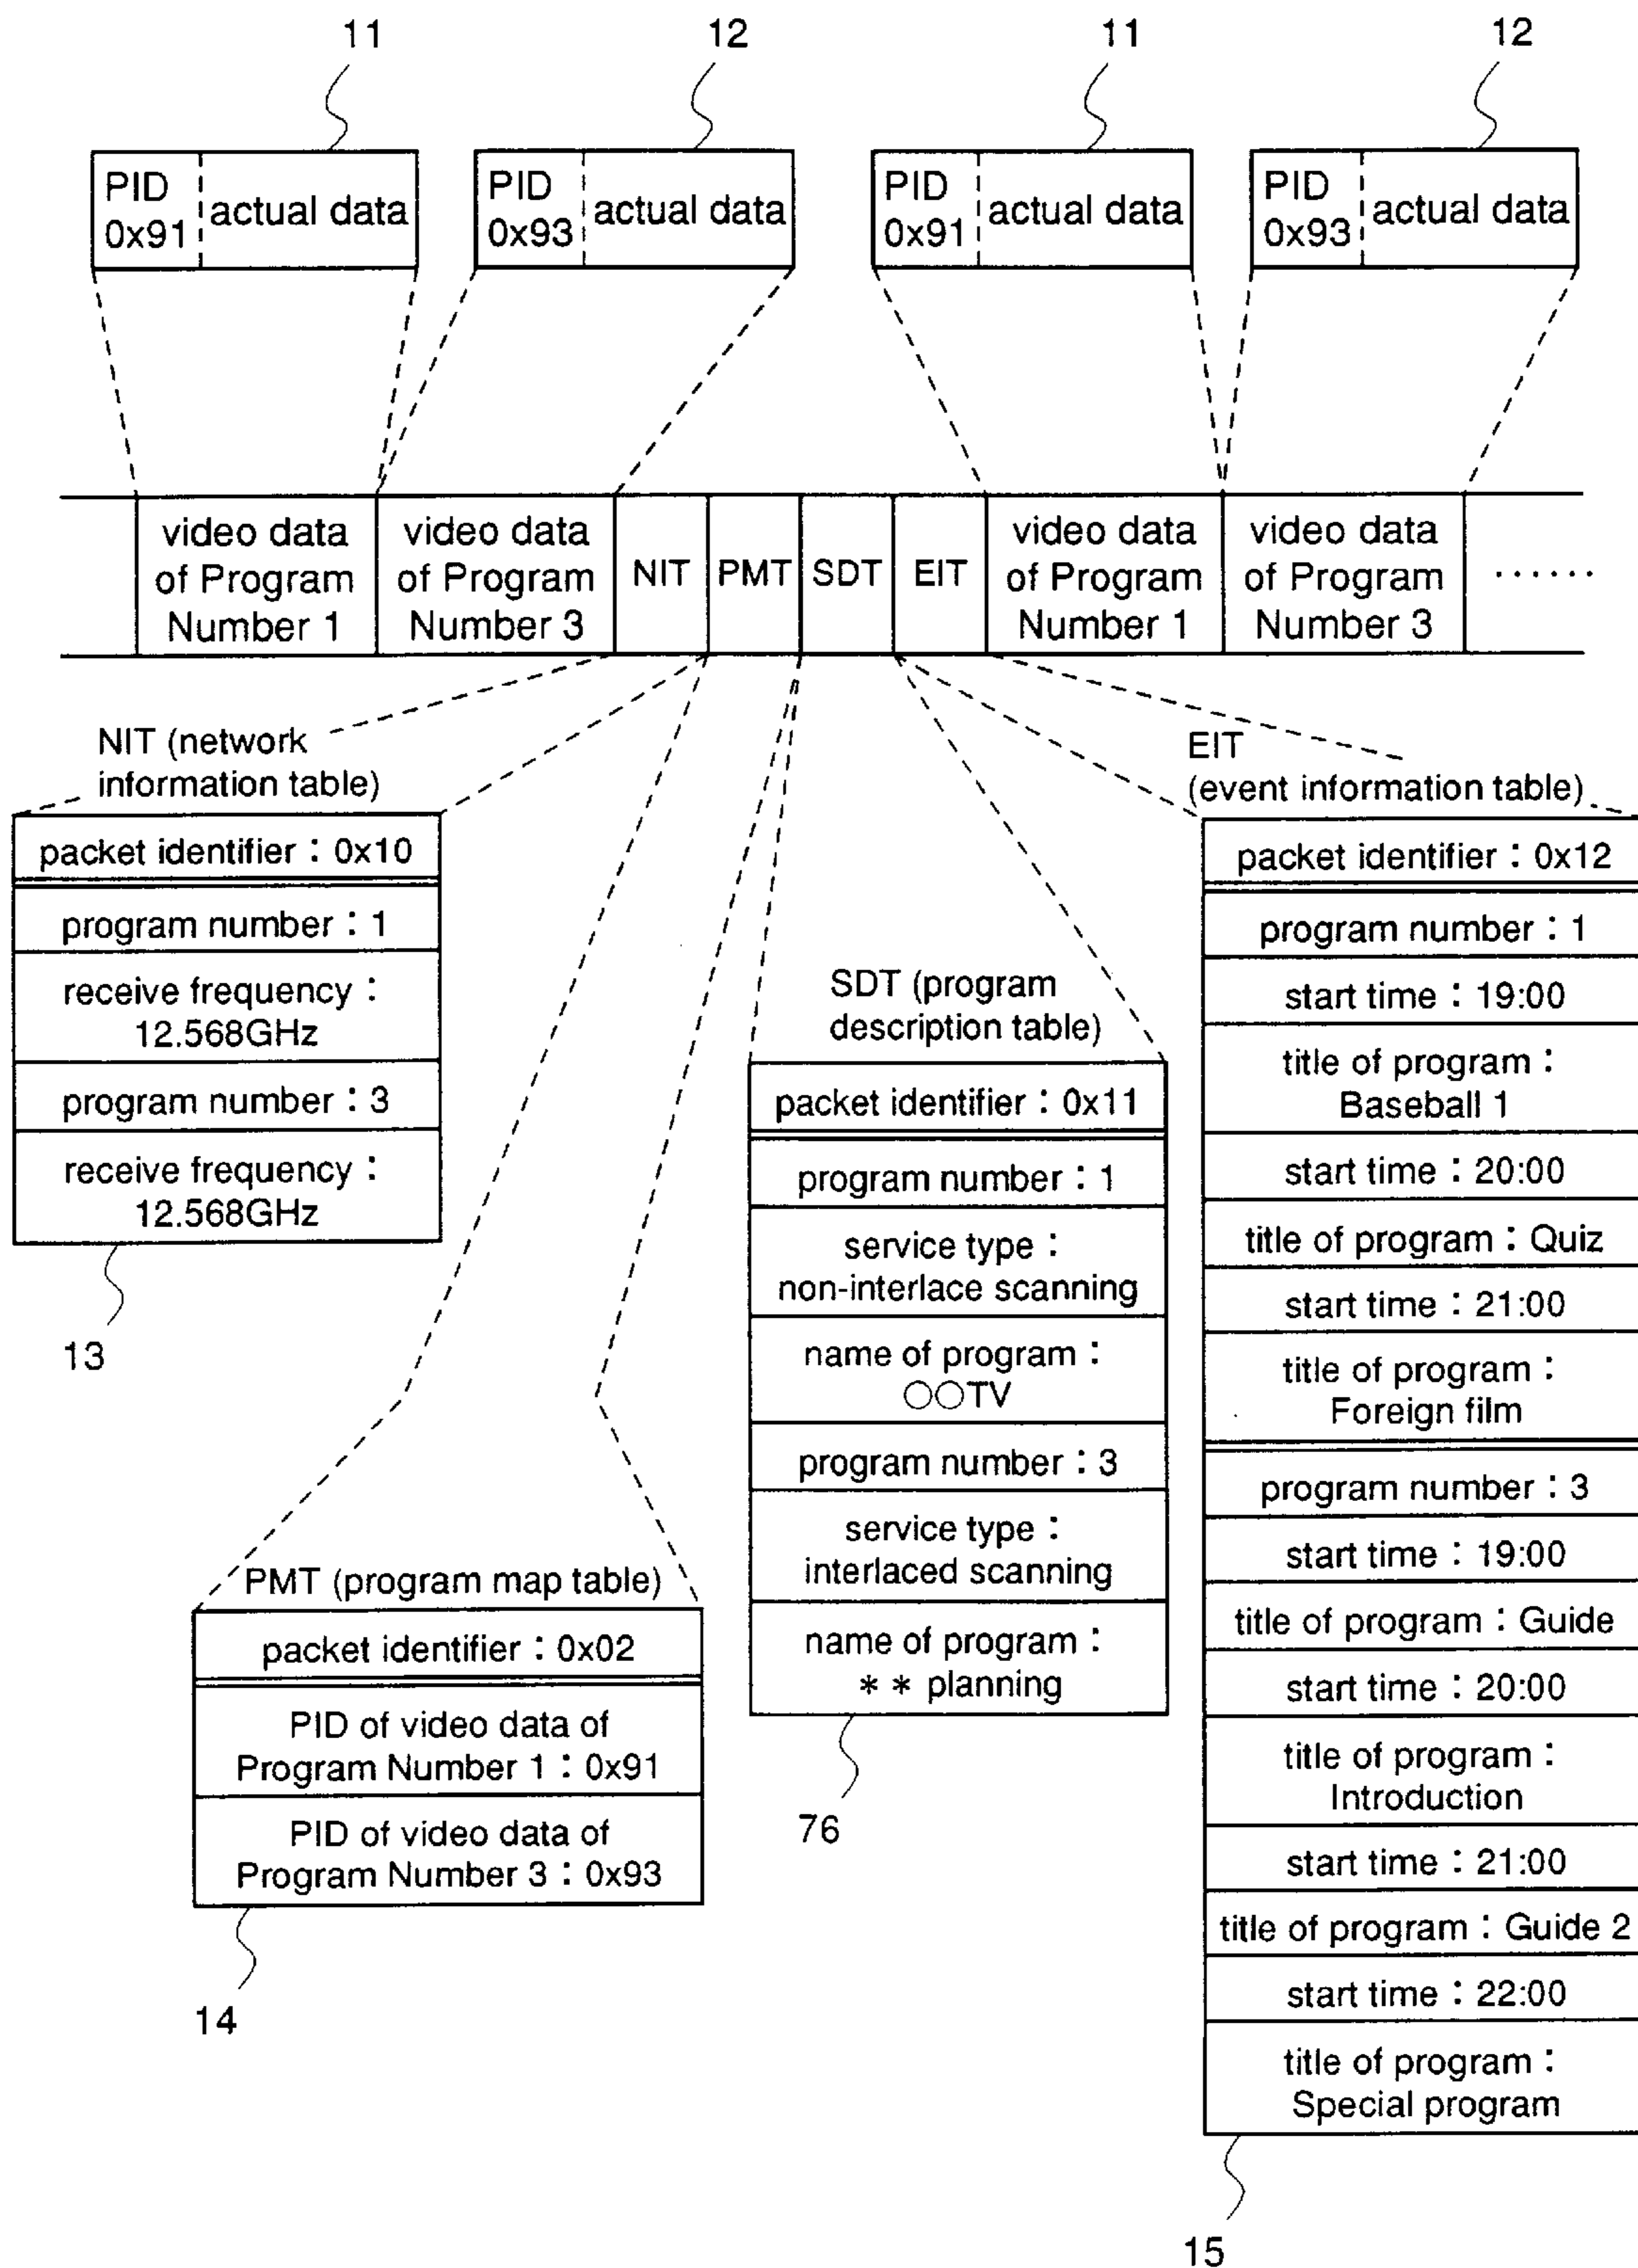 11
12
11
12
PID
0x91
actual data
PID
0x93
actual data
PID
0x91
actual data
PID
0x93
actual data
video data
of Program
Number 1
video data
of Program
Number 3
NIT
PMT
SDT
EIT
video data
of Program
Number 1
video data
of Program
Number 3
······
NIT (network
information table)
packet identifier : 0x10
program number : 1
receive frequency :
12.568GHz
program number : 3
receive frequency :
12.568GHz
13
PMT (program map table)
packet identifier : 0x02
PID of video data of
Program Number 1 : 0x91
PID of video data of
Program Number 3 : 0x93
14
SDT (program
description table)
packet identifier : 0x11
program number : 1
service type :
non-interlace scanning
name of program :
○○TV
program number : 3
service type :
interlaced scanning
name of program :
* * planning
76
EIT
(event information table)
packet identifier : 0x12
program number : 1
start time : 19:00
title of program :
Baseball 1
start time : 20:00
title of program : Quiz
start time : 21:00
title of program :
Foreign film
program number : 3
start time : 19:00
title of program : Guide
start time : 20:00
title of program :
Introduction
start time : 21:00
title of program : Guide 2
start time : 22:00
title of program :
Special program
15